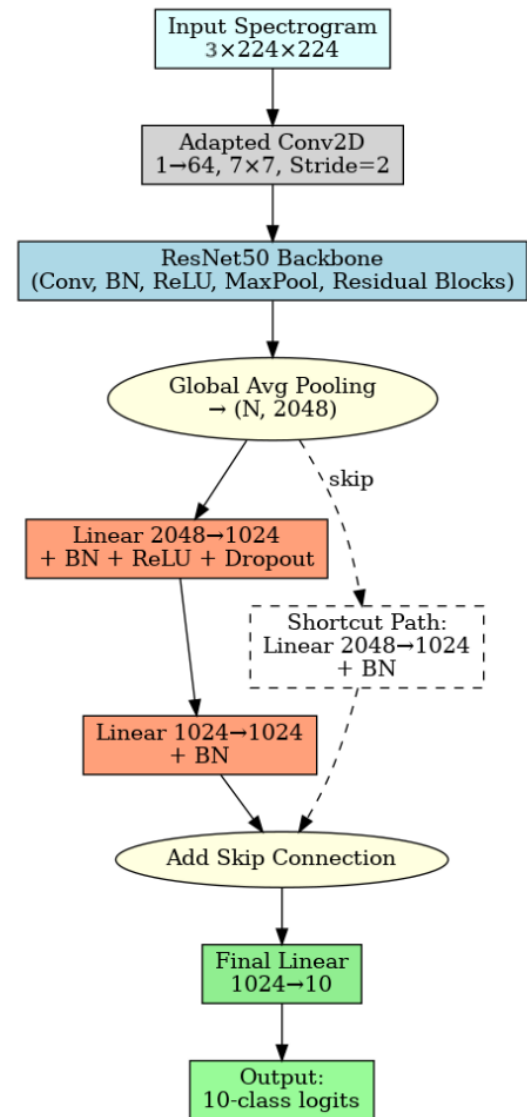 Input Spectrogram
3×224×224
Adapted Conv2D
1→64, 7×7, Stride=2
ResNet50 Backbone
(Conv, BN, ReLU, MaxPool, Residual Blocks)
Global Avg Pooling
→ (N, 2048)
skip
Linear 2048→1024
+ BN + ReLU + Dropout
Shortcut Path:
Linear 2048→1024
+ BN
Linear 1024→1024
+ BN
Add Skip Connection
Final Linear
1024→10
Output:
10-class logits